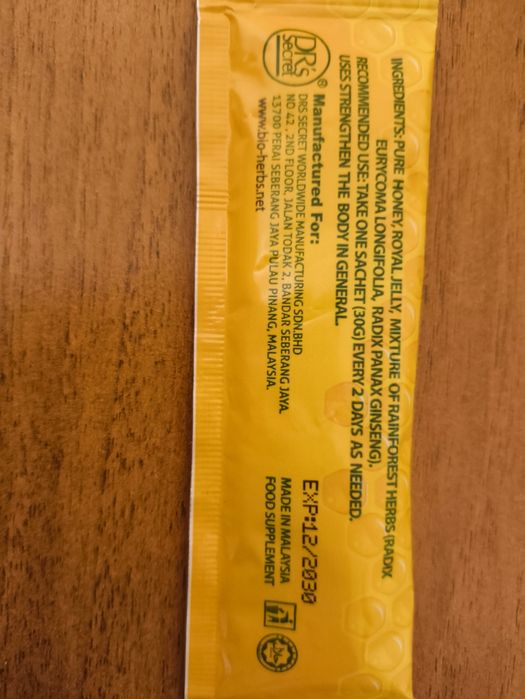 INGREDIENTS: PURE HONEY, ROYAL JELLY, MIXTURE OF RAINFOREST HERBS (RADIX
EURYCOMA LONGIFOLIA, RADIX PANAX GINSENG).
RECOMMENDED USE: TAKE ONE SACHET (30G) EVERY 2 DAYS AS NEEDED.
USES STRENGTHEN THE BODY IN GENERAL.
DR's
Secret
®
Manufactured For:
DRS SECRET WORLDWIDE MANUFACTURING SDN.BHD
NO 42, 2ND FLOOR, JALAN TODAK 2, BANDAR SEBERANG JAYA.
13700 PERAI SEBERANG JAYA PULAU PINANG, MALAYSIA.
www.bio-herbs.net
EXP:12/2030
MADE IN MALAYSIA
FOOD SUPPLEMENT